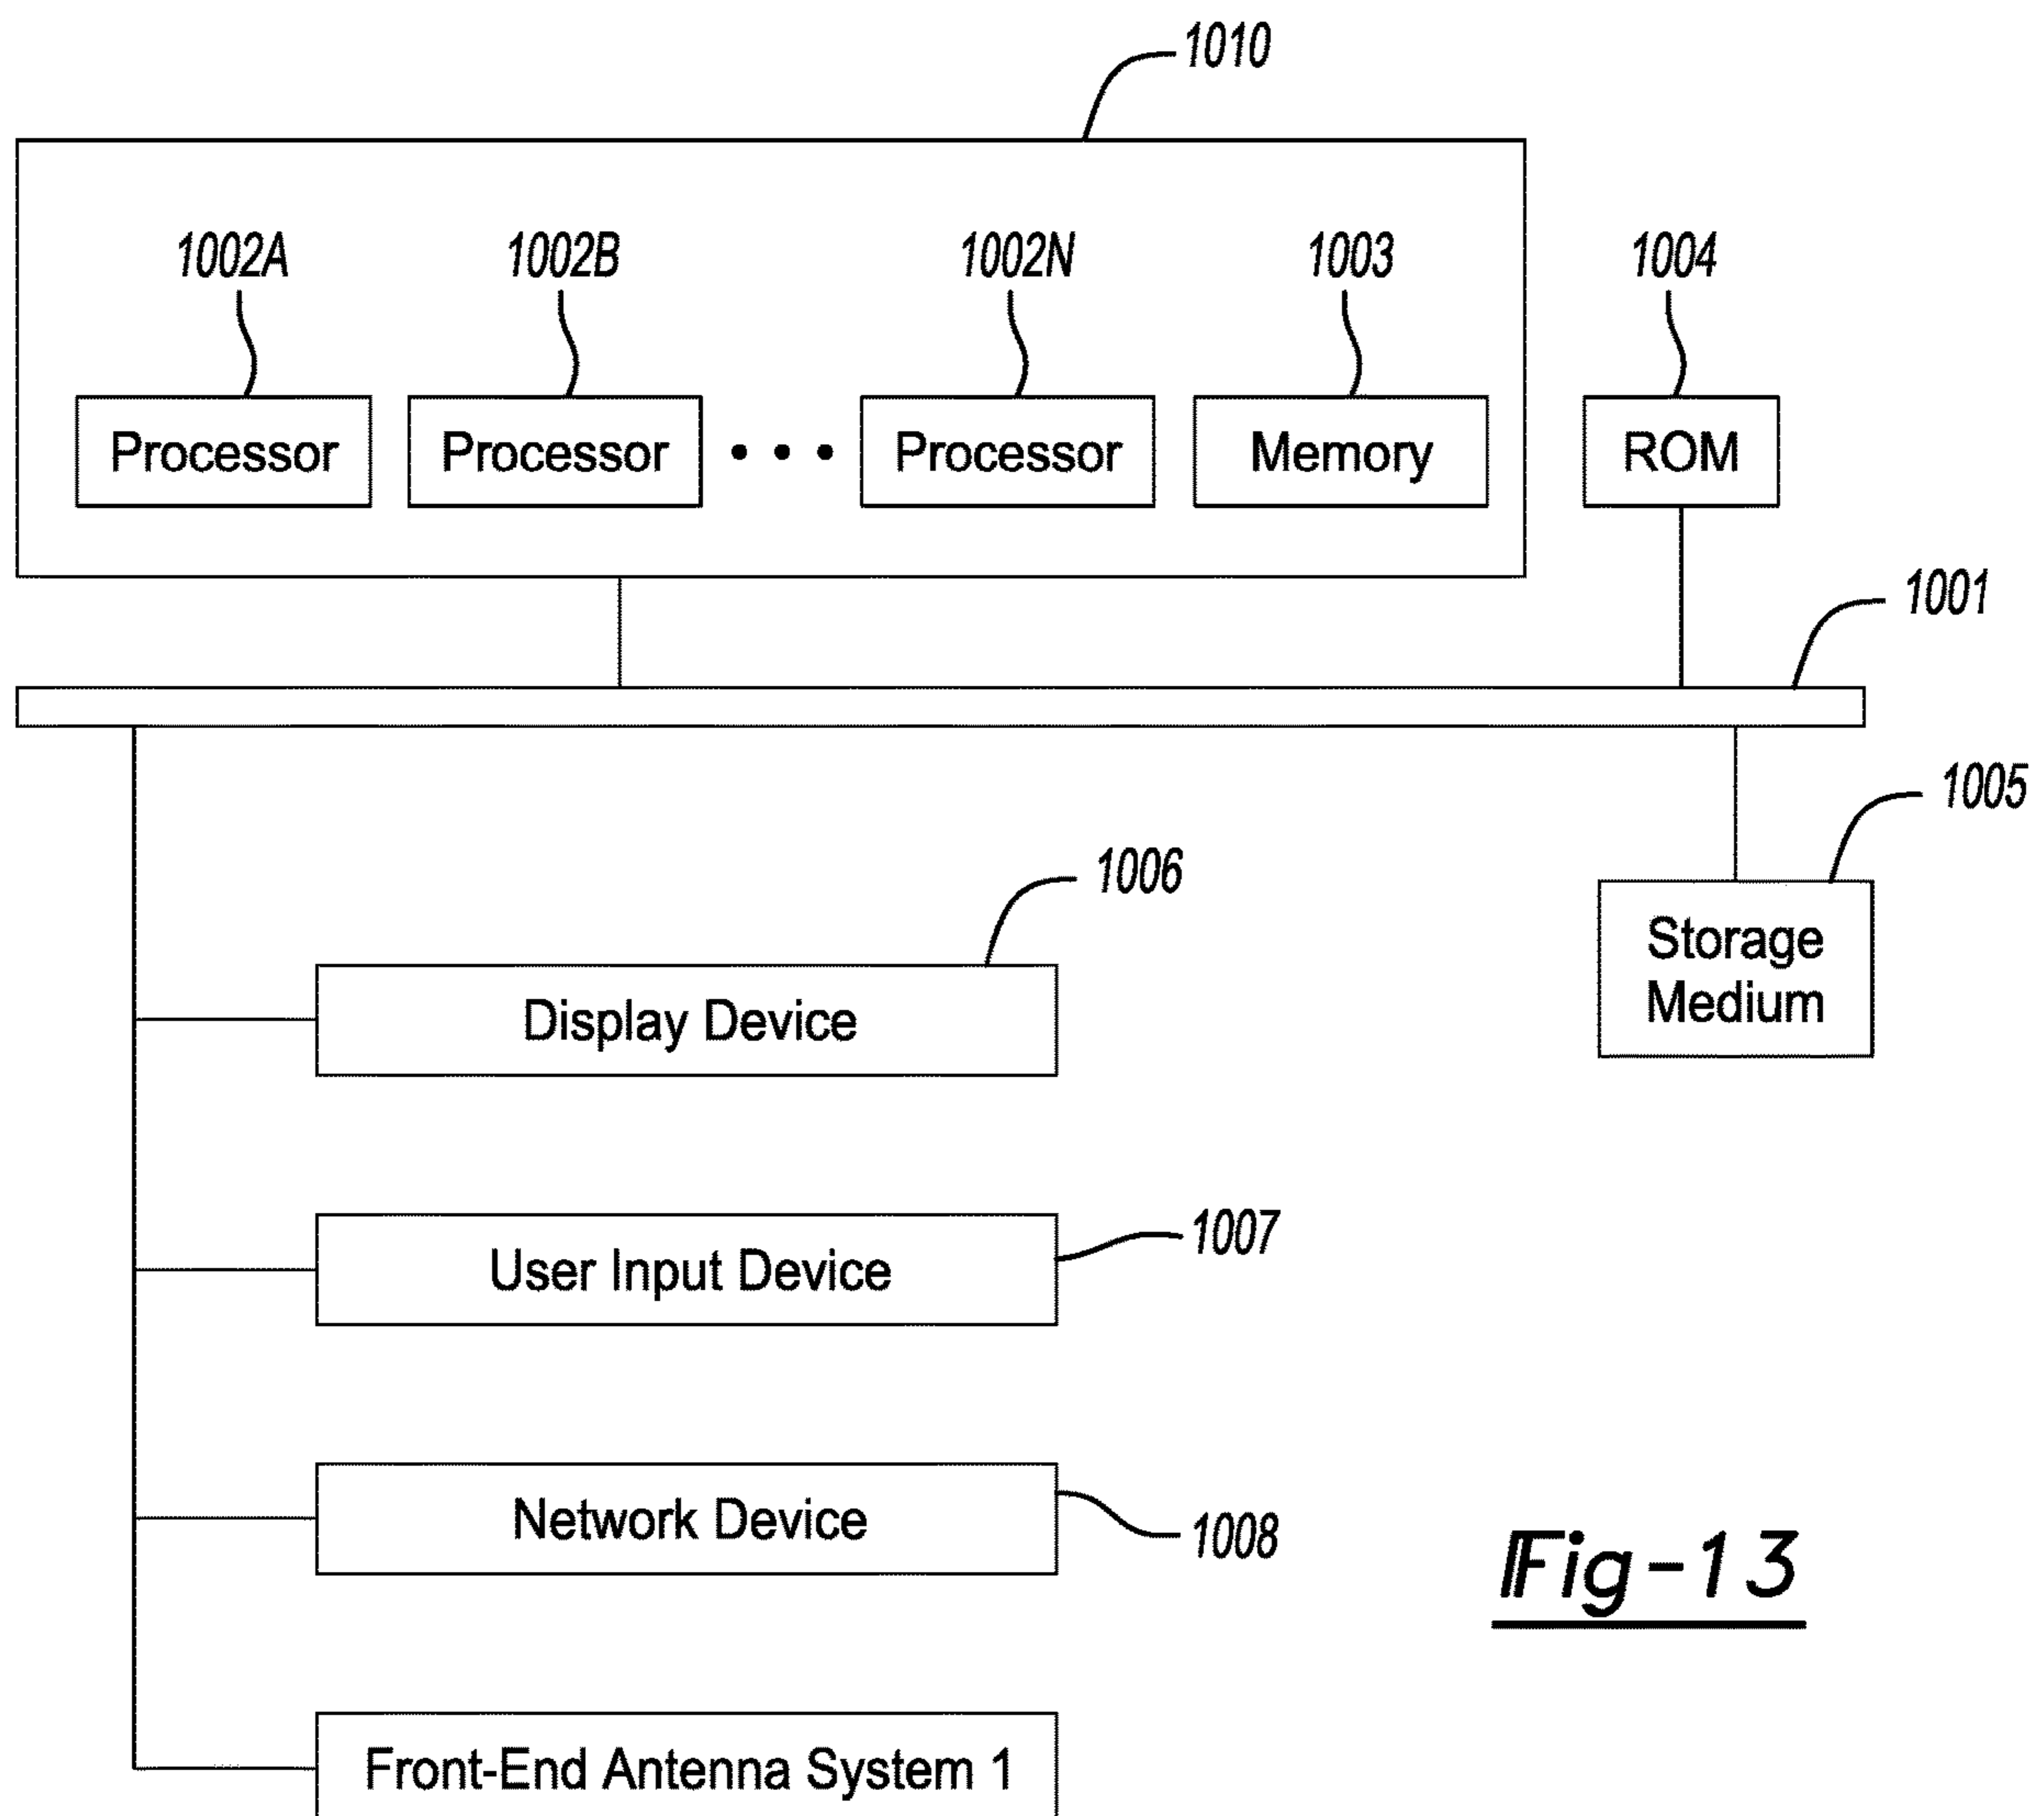 1010
1002A 1002B 1002N 1003 1004
Processor Processor • • • Processor Memory ROM
1001
1005
1006
Storage
Medium
Display Device
1007
User Input Device
Network Device
1008
Fig-13
Front-End Antenna System 1